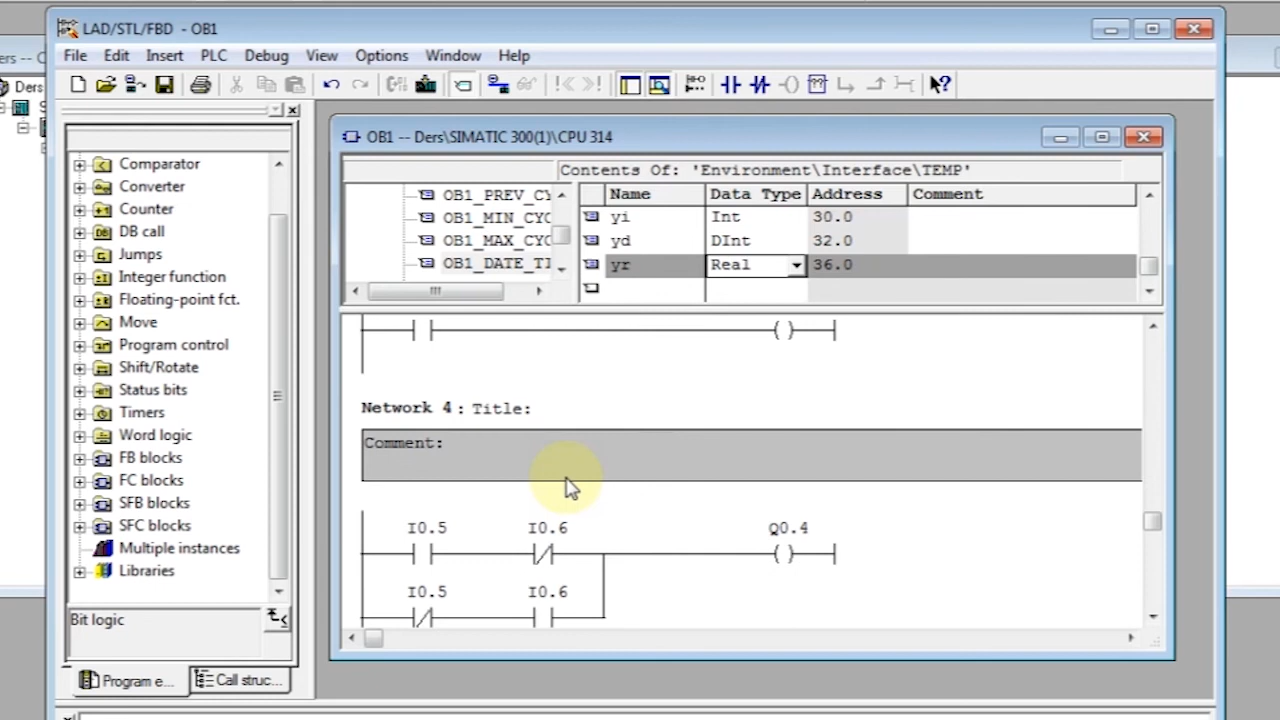 LAD/STL/FBD - OB1
Ders -- C
File Edit Insert PLC Debug View Options Window Help
Ders
S
OB1 -- Ders\SIMATIC 300(1)\CPU 314
Contents Of: 'Environment\Interface\TEMP'
Name Data Type Address Comment
OB1_PREV_CY
OB1_MIN_CYC
OB1_MAX_CYC
OB1_DATE_TI
yi Int 30.0
yd DInt 32.0
yr Real 36.0
Comparator
Converter
Counter
DB call
Jumps
Integer function
Floating-point fct.
Move
Program control
Shift/Rotate
Status bits
Timers
Word logic
FB blocks
FC blocks
SFB blocks
SFC blocks
Multiple instances
Libraries
Bit logic
Program e...
Call struc...
Network 4 : Title:
Comment:
I0.5 I0.6 Q0.4
I0.5 I0.6